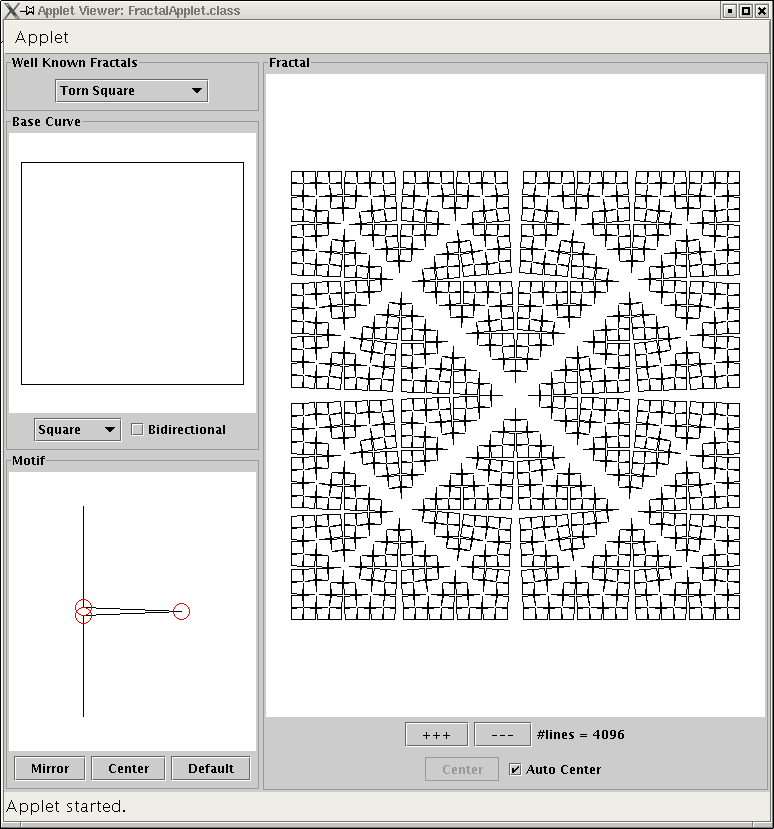 Applet Viewer: FractalApplet.class
Applet
Well Known Fractals
Torn Square
Base Curve
Square
Bidirectional
Motif
Mirror
Center
Default
Fractal
+++
---
#lines = 4096
Center
Auto Center
Applet started.